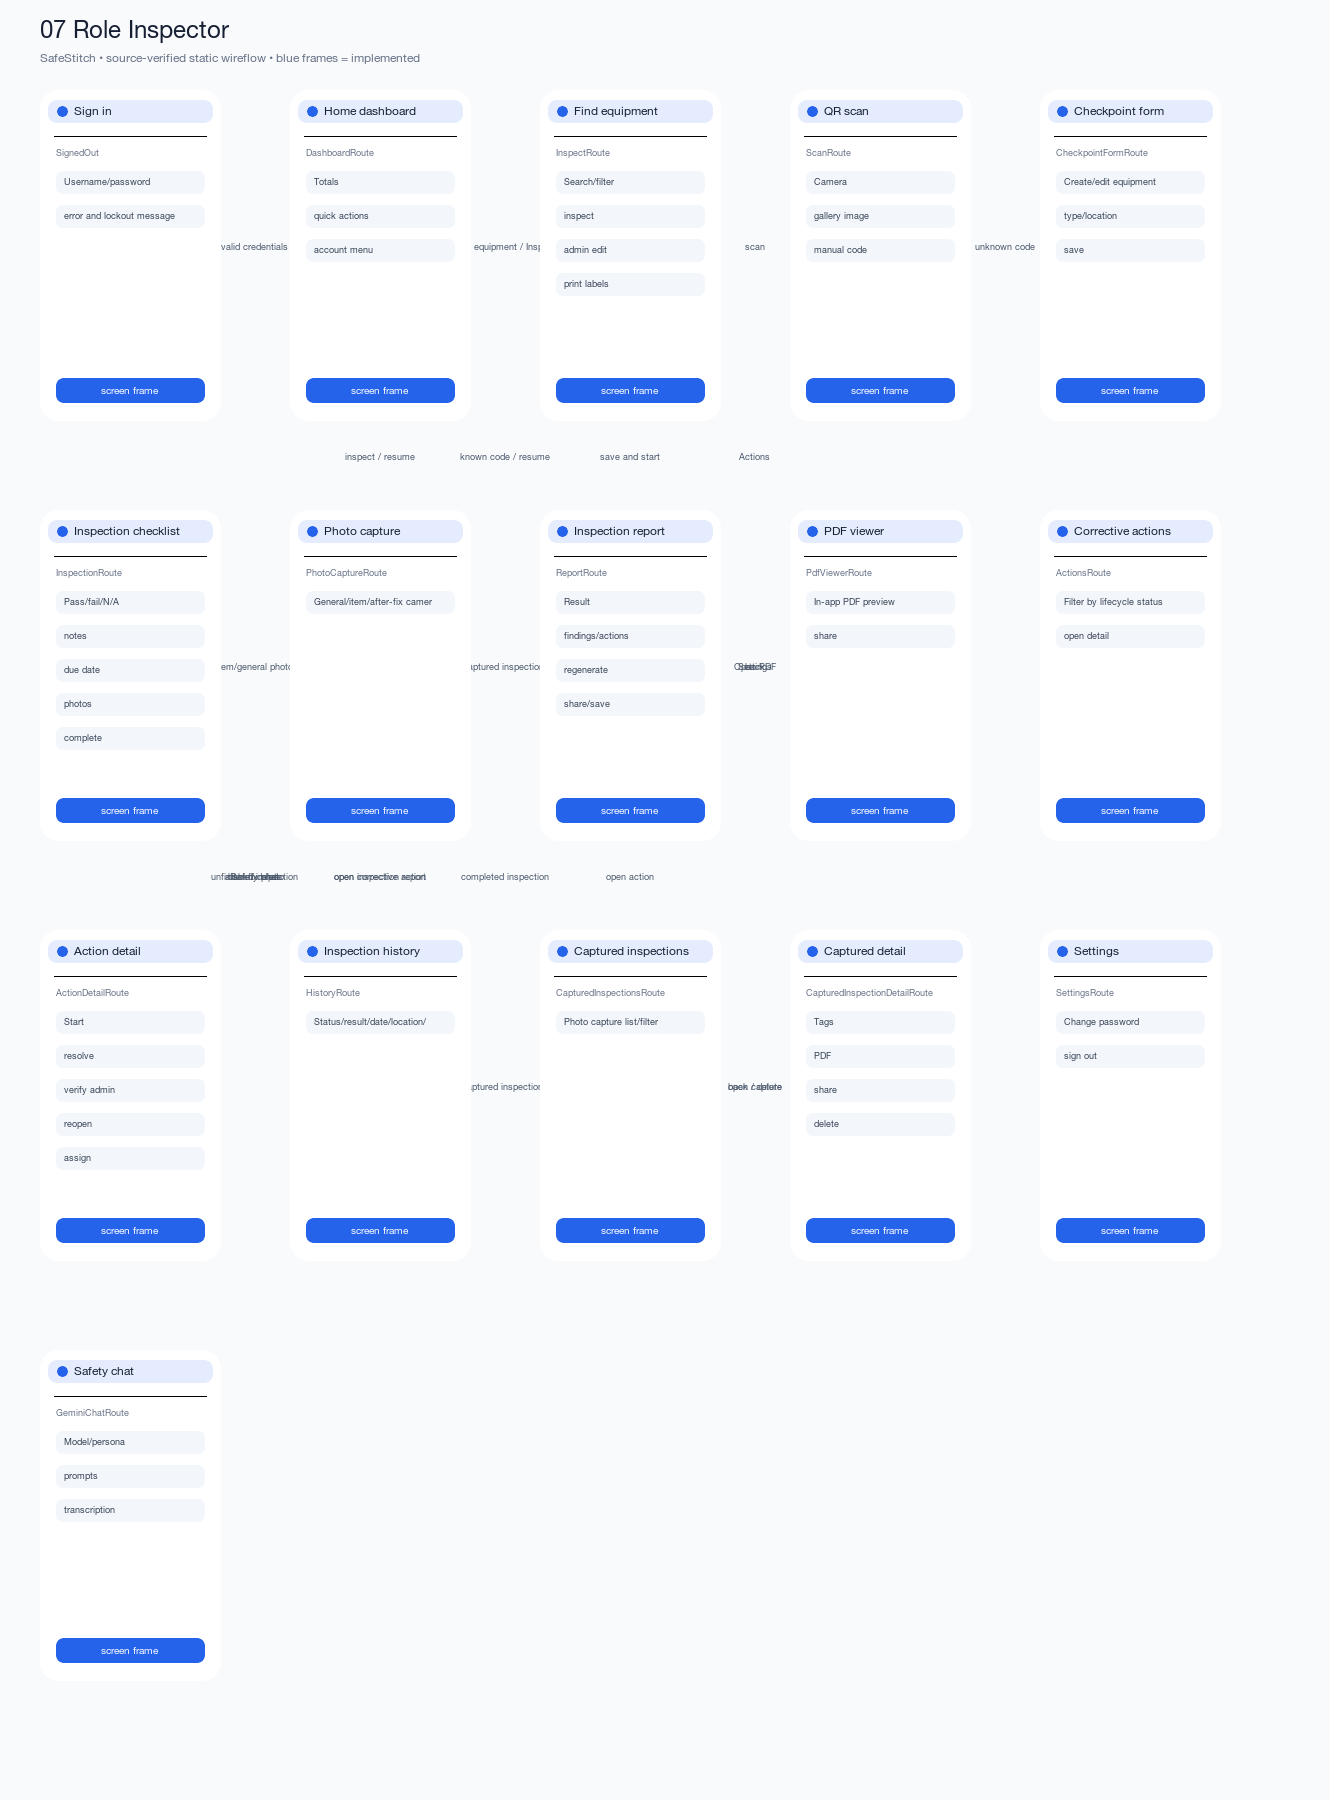 07 Role Inspector
SafeStitch • source-verified static wireflow • blue frames = implemented
Sign in
SignedOut
Username/password
error and lockout message
screen frame
valid credentials
Home dashboard
DashboardRoute
Totals
quick actions
account menu
screen frame
equipment / Insp
Find equipment
InspectRoute
Search/filter
inspect
admin edit
print labels
screen frame
scan
QR scan
ScanRoute
Camera
gallery image
manual code
screen frame
unknown code
Checkpoint form
CheckpointFormRoute
Create/edit equipment
type/location
save
screen frame
inspect / resume
known code / resume
save and start
Actions
Inspection checklist
InspectionRoute
Pass/fail/N/A
notes
due date
photos
complete
screen frame
em/general photo
Photo capture
PhotoCaptureRoute
General/item/after-fix camer
screen frame
aptured inspection
Inspection report
ReportRoute
Result
findings/actions
regenerate
share/save
screen frame
PDF viewer
PdfViewerRoute
In-app PDF preview
share
screen frame
Corrective actions
ActionsRoute
Filter by lifecycle status
open detail
screen frame
completed inspection
open action
Action detail
ActionDetailRoute
Start
resolve
verify admin
reopen
assign
screen frame
Inspection history
HistoryRoute
Status/result/date/location/
screen frame
aptured inspection
Captured inspections
CapturedInspectionsRoute
Photo capture list/filter
screen frame
Captured detail
CapturedInspectionDetailRoute
Tags
PDF
share
delete
screen frame
Settings
SettingsRoute
Change password
sign out
screen frame
Safety chat
GeminiChatRoute
Model/persona
prompts
transcription
screen frame